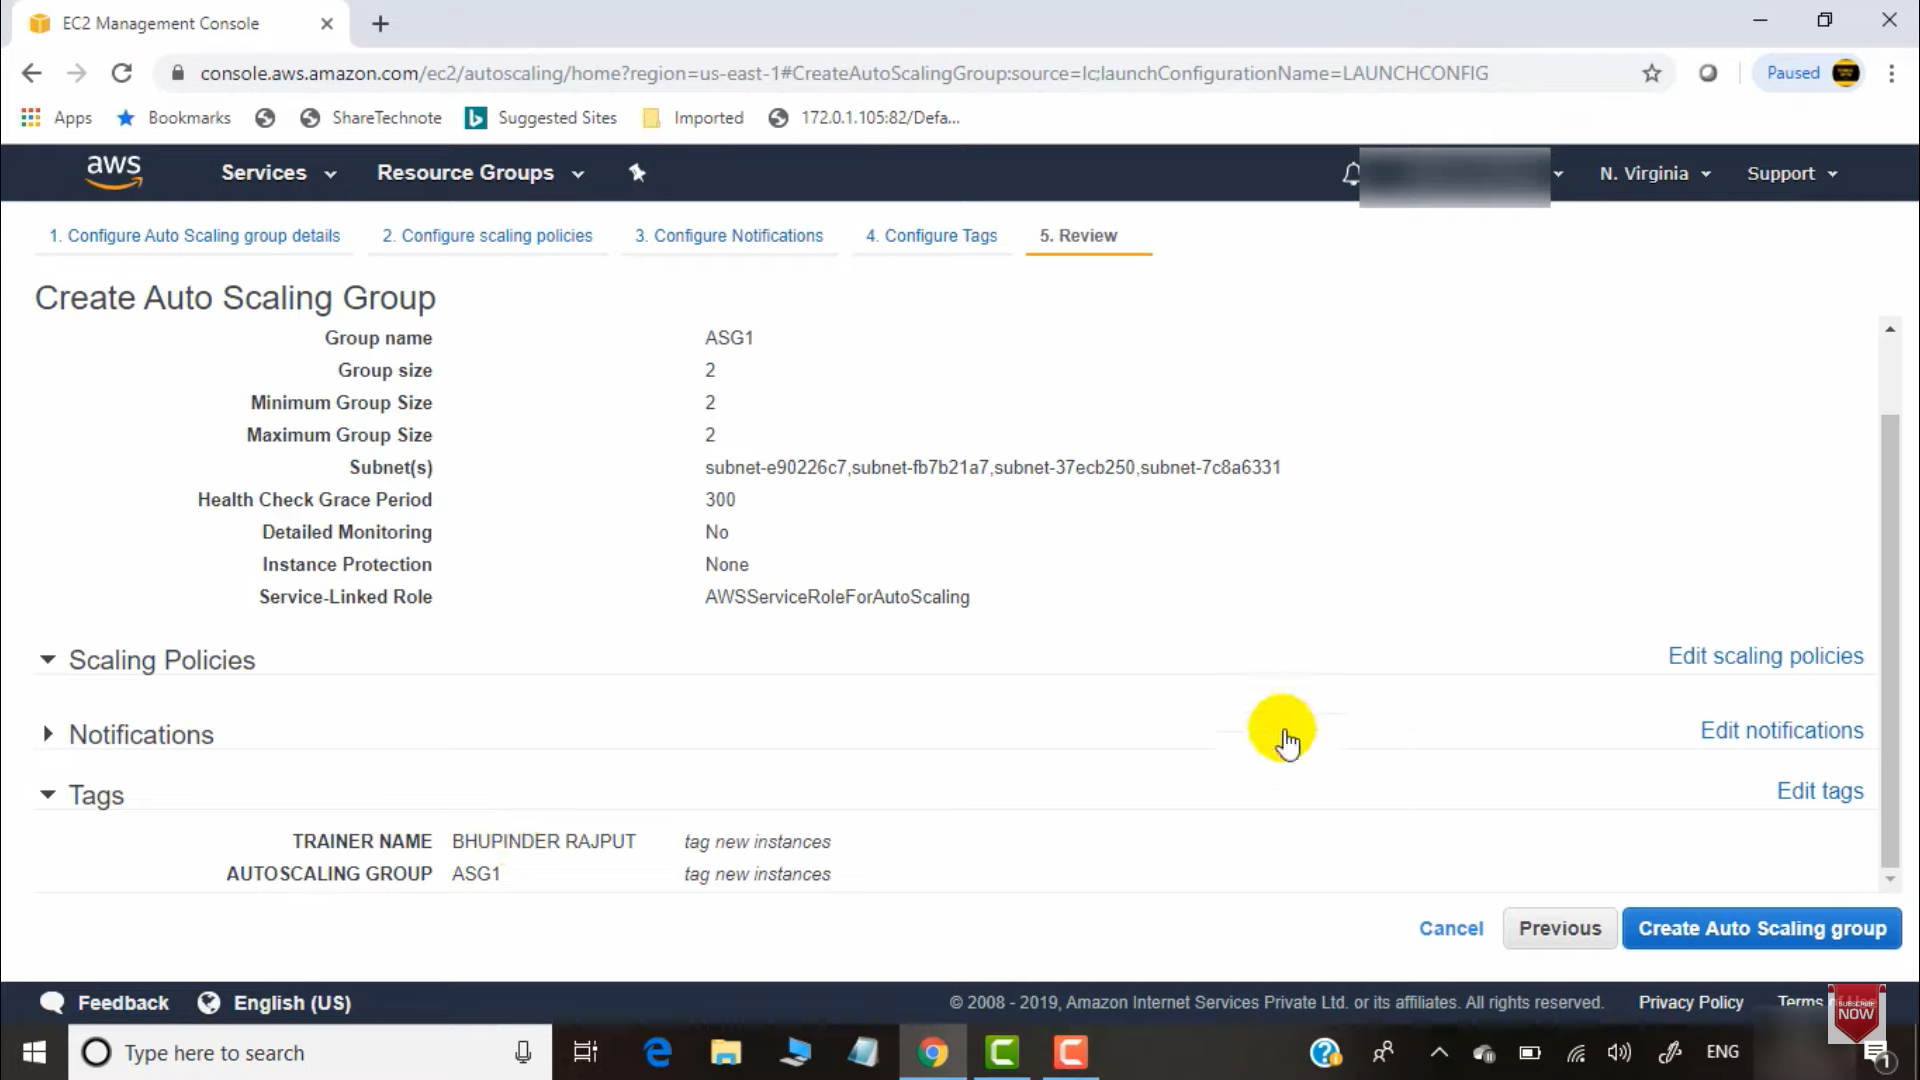 EC2 Management Console
console.aws.amazon.com/ec2/autoscaling/home?region=us-east-1#CreateAutoScalingGroup:source=lc;launchConfigurationName=LAUNCHCONFIG
Paused
Apps Bookmarks ShareTechnote Suggested Sites Imported 172.0.1.105:82/Defa...
aws Services Resource Groups N. Virginia Support
1. Configure Auto Scaling group details 2. Configure scaling policies 3. Configure Notifications 4. Configure Tags 5. Review
Create Auto Scaling Group
Group name ASG1
Group size 2
Minimum Group Size 2
Maximum Group Size 2
Subnet(s) subnet-e90226c7,subnet-fb7b21a7,subnet-37ecb250,subnet-7c8a6331
Health Check Grace Period 300
Detailed Monitoring No
Instance Protection None
Service-Linked Role AWSServiceRoleForAutoScaling
Scaling Policies Edit scaling policies
Notifications Edit notifications
Tags Edit tags
TRAINER NAME BHUPINDER RAJPUT tag new instances
AUTOSCALING GROUP ASG1 tag new instances
Cancel Previous Create Auto Scaling group
Feedback English (US) © 2008 - 2019, Amazon Internet Services Private Ltd. or its affiliates. All rights reserved. Privacy Policy Terms
SUBSCRIBE
NOW
Type here to search ENG 1